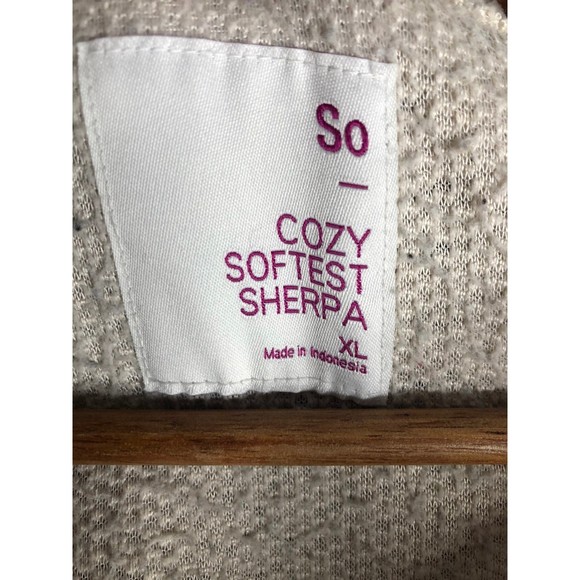 So
COZY
SOFTEST
SHERPA
XL
Made in Indonesia